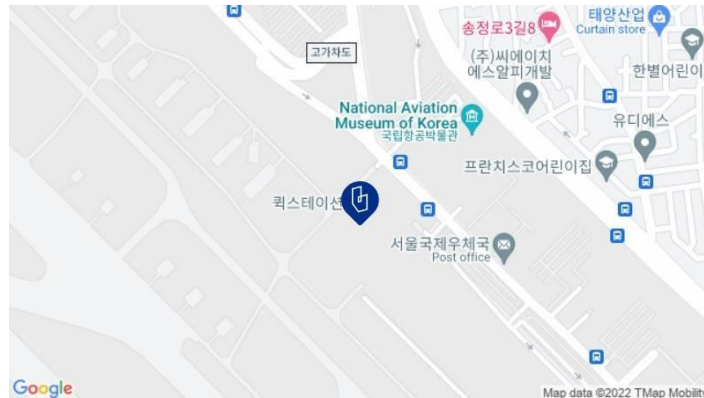 송정로3길8
태양산업
Curtain store
고가차도
(주)씨에이치
에스알피개발
한별어린이
National Aviation
Museum of Korea
국립항공박물관
유디에스
프란치스코어린이집
퀵스테이션
서울국제우체국
Post office
Google
Map data ©2022 TMap Mobility